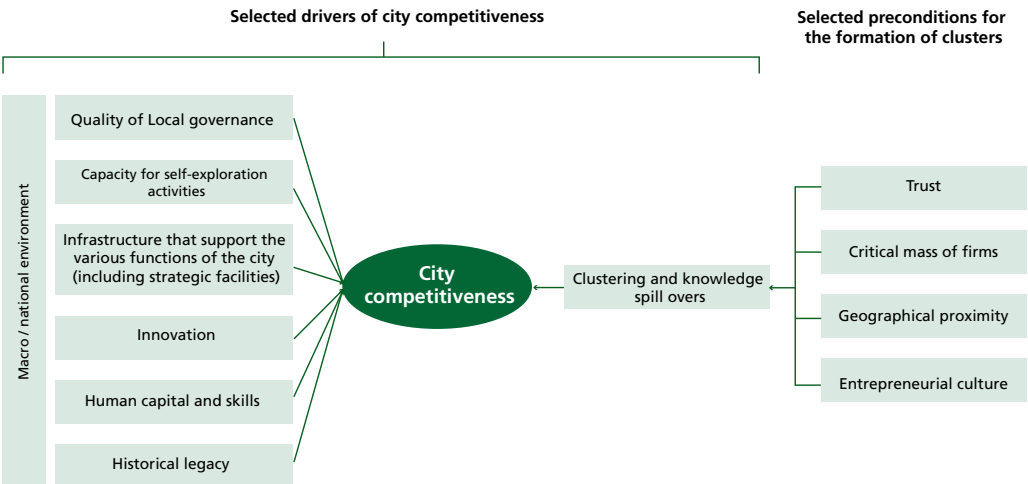 Selected drivers of city competitiveness
Selected preconditions for
the formation of clusters
Macro / national environment
Quality of Local governance
Capacity for self-exploration
activities
Infrastructure that support the
various functions of the city
(including strategic facilities)
Innovation
Human capital and skills
Historical legacy
City
competitiveness
Clustering and knowledge
spill overs
Trust
Critical mass of firms
Geographical proximity
Entrepreneurial culture